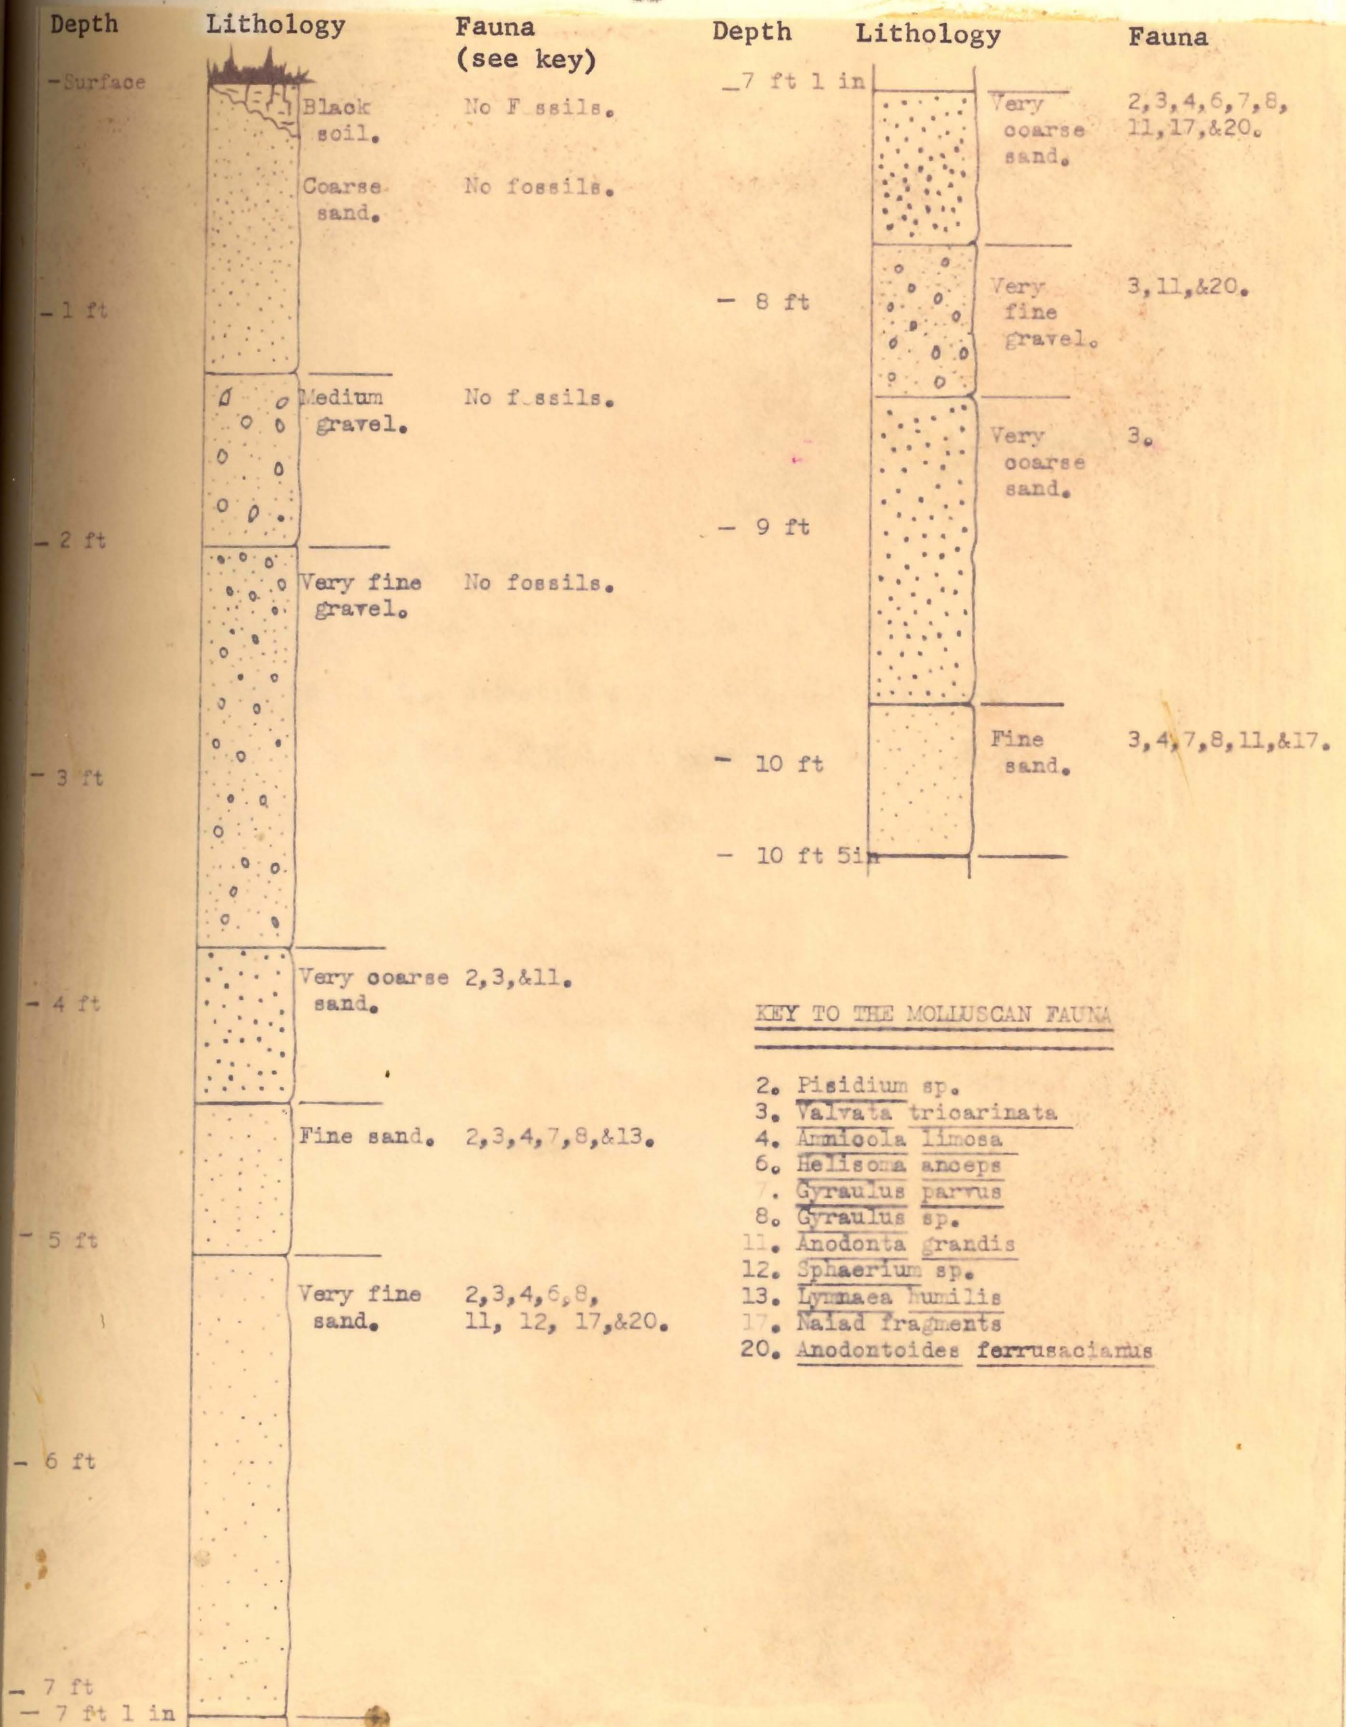 Depth Lithology Fauna
(see key)
-Surface
Black No F ssils.
soil.
Coarse No fossils.
sand.
- 1 ft
Medium No f ssils.
gravel.
- 2 ft
Very fine No fossils.
gravel.
- 3 ft
Very coarse 2,3,&11.
sand.
- 4 ft
Fine sand. 2,3,4,7,8,&13.
- 5 ft
Very fine 2,3,4,6,8,
sand. 11, 12, 17,&20.
- 6 ft
- 7 ft
- 7 ft 1 in
Depth Lithology Fauna
-7 ft 1 in
Very 2,3,4,6,7,8,
coarse 11,17,&20.
sand.
Very 3,11,&20.
- 8 ft
fine
gravel.
Very 3.
coarse
sand.
- 9 ft
Fine 3,4,7,8,11,&17.
- 10 ft
sand.
- 10 ft 5in
KEY TO THE MOLLUSCAN FAUNA
2. Pisidium sp.
3. Valvata tricarinata
4. Amnicola limosa
6. Helisoma anceps
7. Gyraulus parvus
8. Gyraulus sp.
11. Anodonta grandis
12. Sphaerium sp.
13. Lymnaea humilis
17. Naiad fragments
20. Anodontoides ferrusacianus